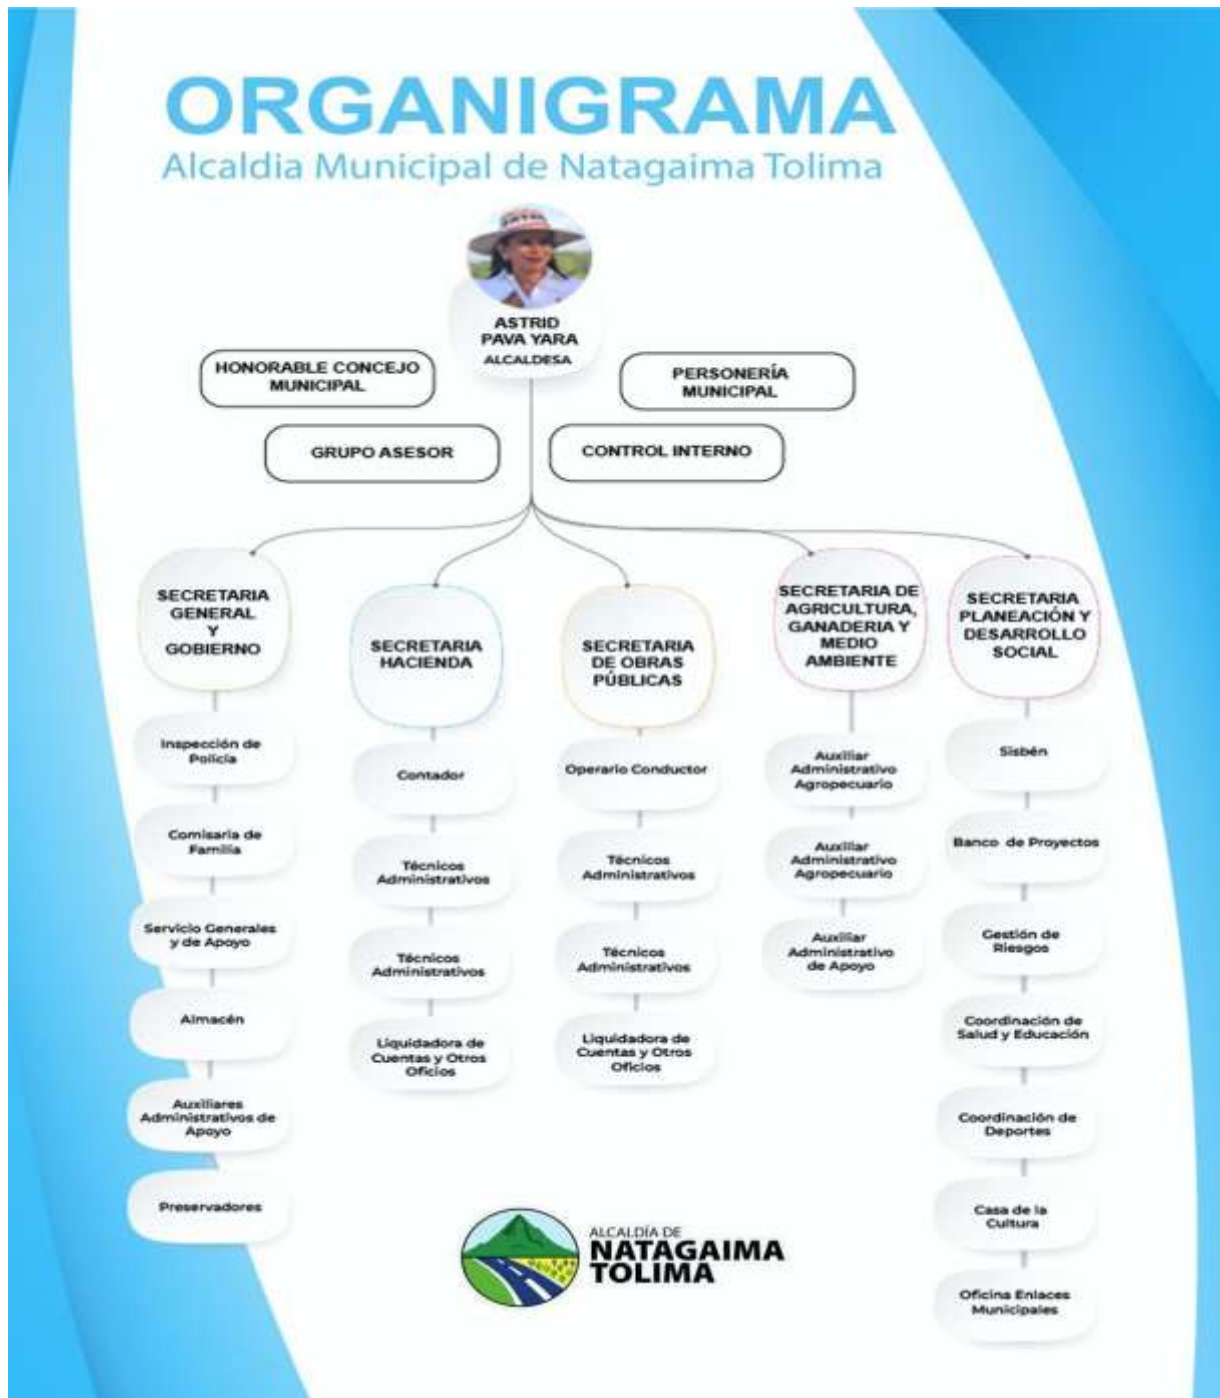 ORGANIGRAMA
Alcaldia Municipal de Natagaima Tolima
ASTRID
PAVA YARA
ALCALDESA
HONORABLE CONCEJO
MUNICIPAL
PERSONERÍA
MUNICIPAL
GRUPO ASESOR
CONTROL INTERNO
SECRETARIA
GENERAL
Y
GOBIERNO
Inspección de
Policía
Comisaria de
Familia
Servicio Generales
y de Apoyo
Almacén
Auxiliares
Administrativos de
Apoyo
Preservadores
SECRETARIA
HACIENDA
Contador
Técnicos
Administrativos
Técnicos
Administrativos
Liquidadora de
Cuentas y Otros
Oficios
SECRETARIA
DE OBRAS
PÚBLICAS
Operario Conductor
Técnicos
Administrativos
Técnicos
Administrativos
Liquidadora de
Cuentas y Otros
Oficios
SECRETARIA DE
AGRICULTURA,
GANADERIA Y
MEDIO
AMBIENTE
Auxiliar
Administrativo
Agropecuario
Auxiliar
Administrativo
Agropecuario
Auxiliar
Administrativo
de Apoyo
SECRETARIA
PLANEACIÓN Y
DESARROLLO
SOCIAL
Sisbén
Banco de Proyectos
Gestión de
Riesgos
Coordinación de
Salud y Educación
Coordinación de
Deportes
Casa de la
Cultura
Oficina Enlaces
Municipales
ALCALDÍA DE
NATAGAIMA
TOLIMA